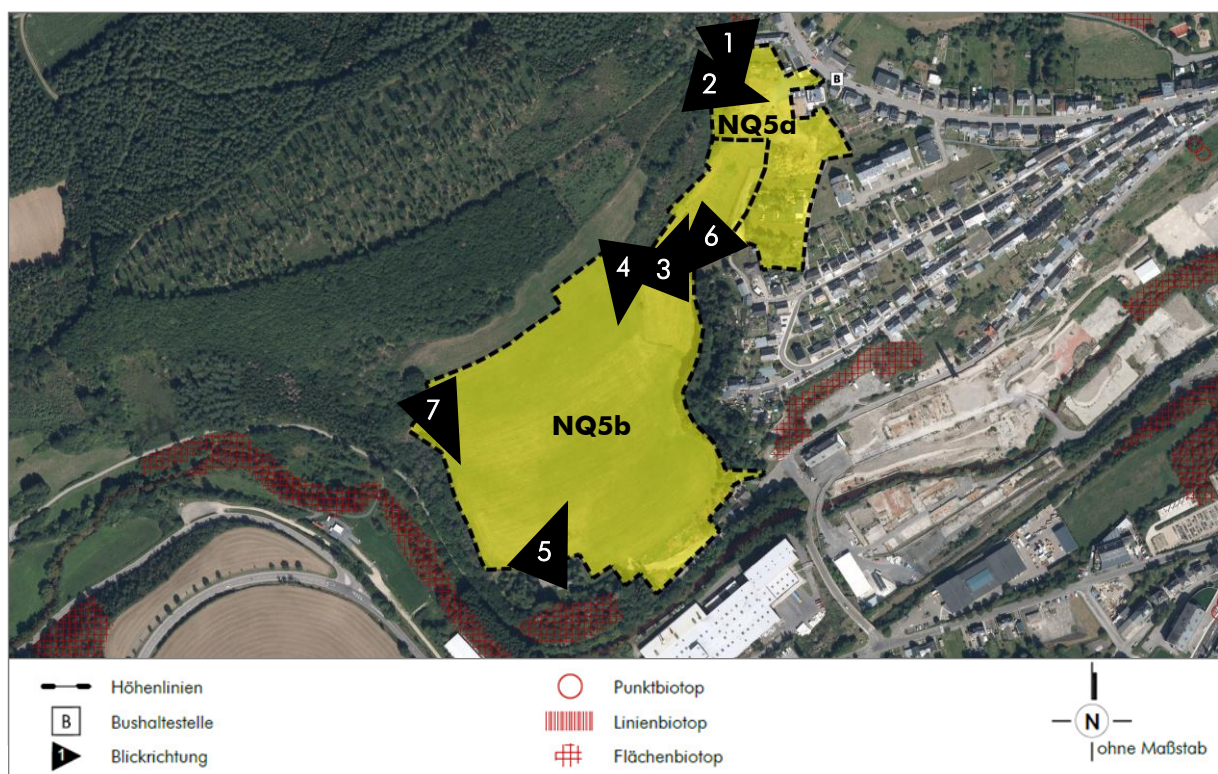 1
2
B
NQ5a
6
4
3
7
NQ5b
5
Höhenlinien
B Bushaltestelle
1 Blickrichtung
Punktbiotop
Linienbiotop
Flächenbiotop
N
ohne Maßstab